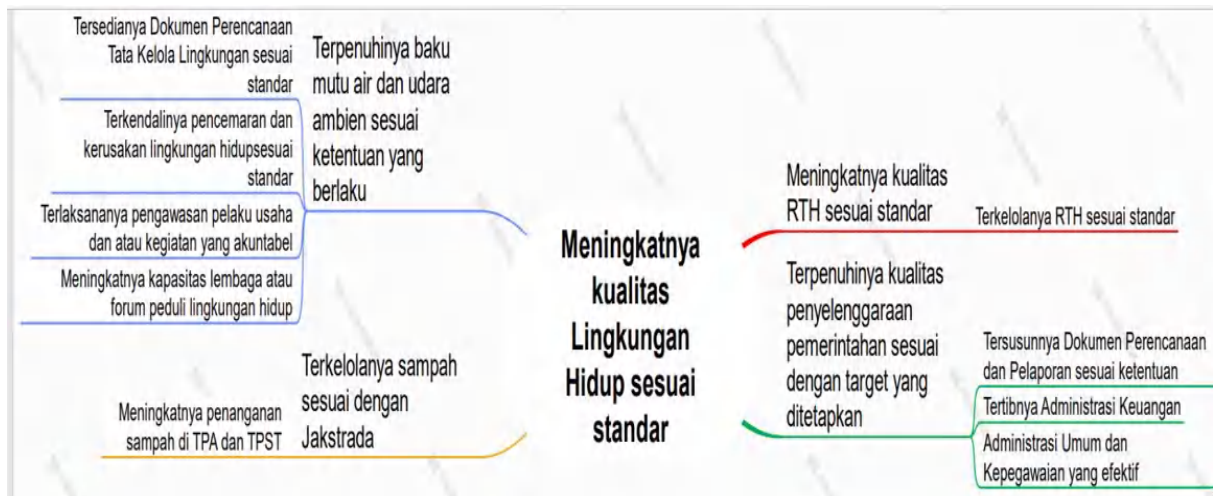 Tersedianya Dokumen Perencanaan
Tata Kelola Lingkungan sesuai
standar
Terkendalinya pencemaran dan
kerusakan lingkungan hidupsesuai
standar
Terlaksananya pengawasan pelaku usaha
dan atau kegiatan yang akuntabel
Meningkatnya kapasitas lembaga atau
forum peduli lingkungan hidup
Terpenuhinya baku
mutu air dan udara
ambien sesuai
ketentuan yang
berlaku
Meningkatnya penanganan
sampah di TPA dan TPST
Terkelolanya sampah
sesuai dengan
Jakstrada
Meningkatnya
kualitas
Lingkungan
Hidup sesuai
standar
Meningkatnya kualitas
RTH sesuai standar
Terkelolanya RTH sesuai standar
Terpenuhinya kualitas
penyelenggaraan
pemerintahan sesuai
dengan target yang
ditetapkan
Tersusunnya Dokumen Perencanaan
dan Pelaporan sesuai ketentuan
Tertibnya Administrasi Keuangan
Administrasi Umum dan
Kepegawaian yang efektif